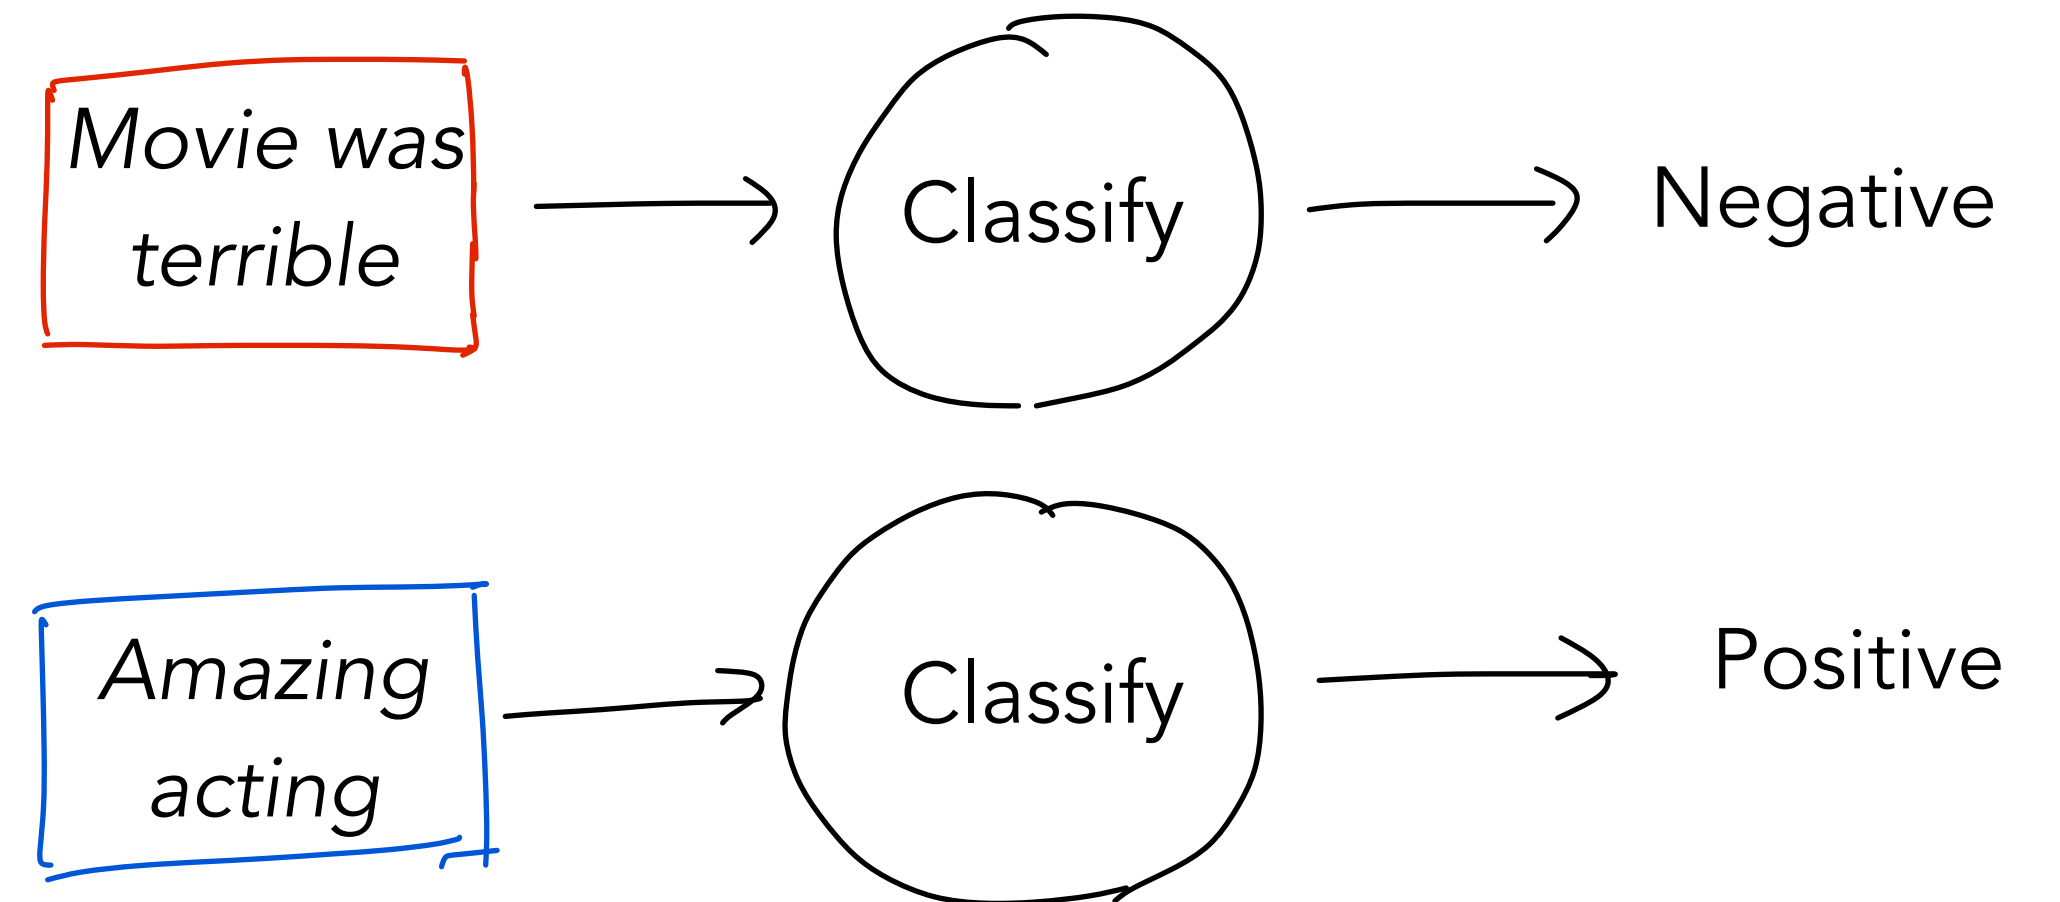 Movie was
terrible
Classify
Negative
Amazing
acting
Classify
Positive